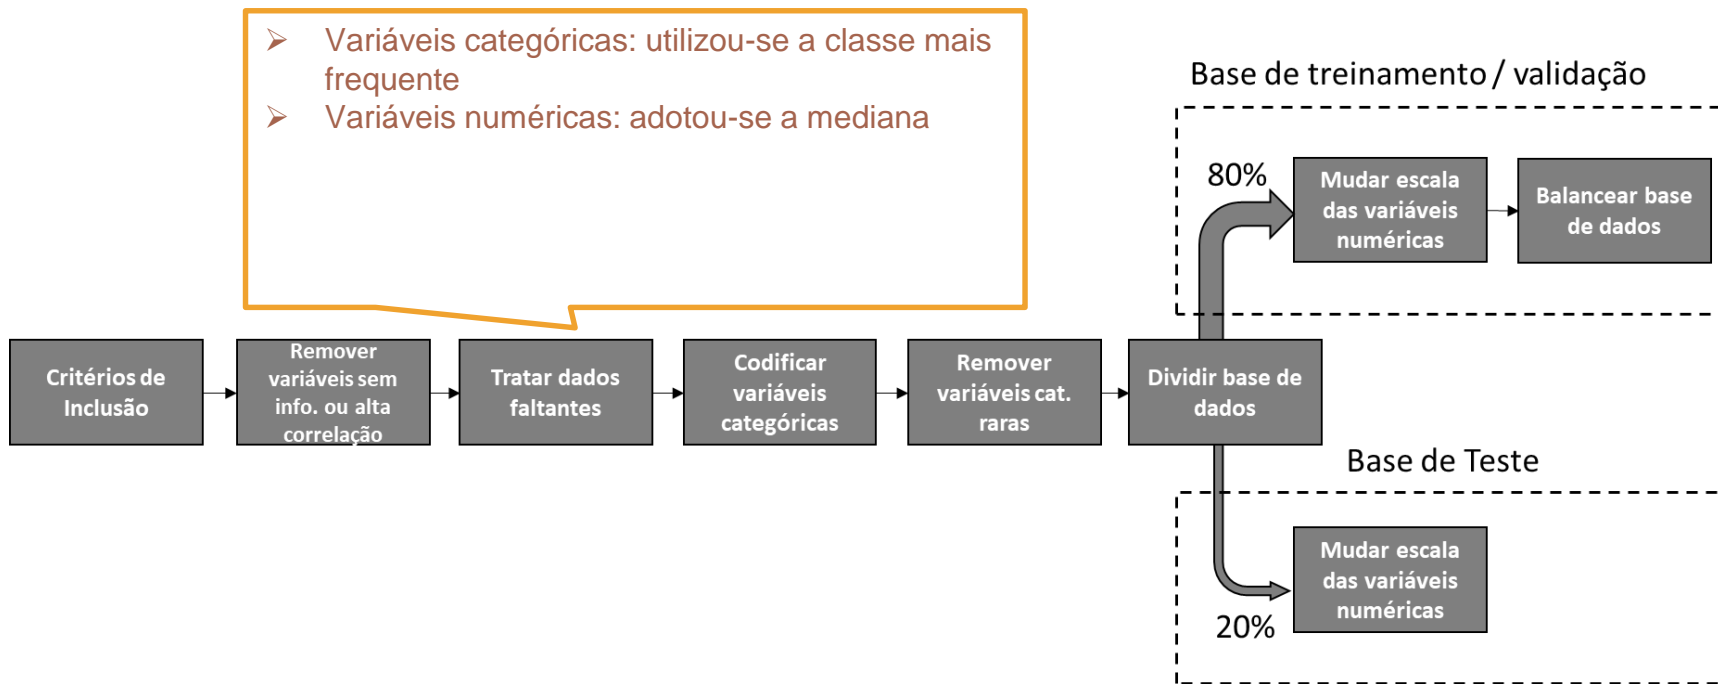 ➢ Variáveis categóricas: utilizou-se a classe mais
frequente
➢ Variáveis numéricas: adotou-se a mediana
Base de treinamento / validação
80%
Mudar escala
das variáveis
numéricas
Balancear base
de dados
Critérios de
Inclusão
Remover
variáveis sem
info. ou alta
correlação
Tratar dados
faltantes
Codificar
variáveis
categóricas
Remover
variáveis cat.
raras
Dividir base de
dados
Base de Teste
Mudar escala
das variáveis
numéricas
20%